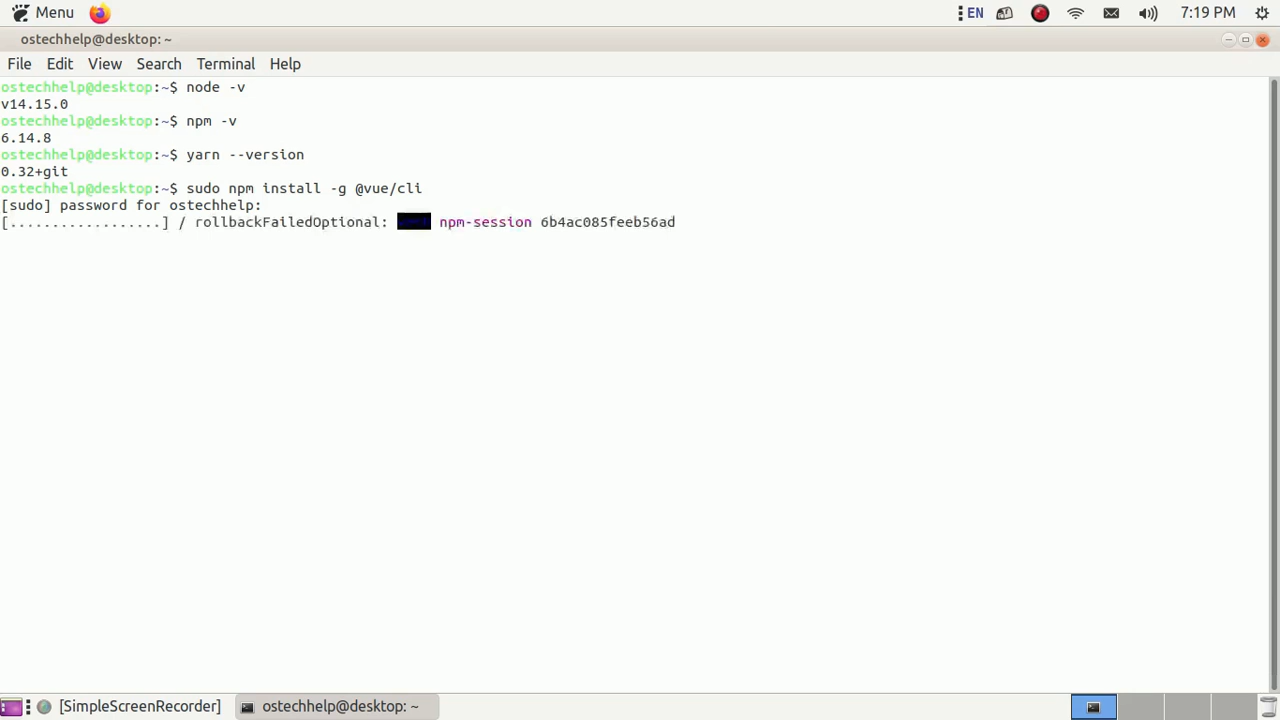 Menu
EN
7:19 PM
ostechhelp@desktop: ~
File Edit View Search Terminal Help
ostechhelp@desktop:~$ node -v
v14.15.0
ostechhelp@desktop:~$ npm -v
6.14.8
ostechhelp@desktop:~$ yarn --version
0.32+git
ostechhelp@desktop:~$ sudo npm install -g @vue/cli
[sudo] password for ostechhelp:
[..................] / rollbackFailedOptional: verb npm-session 6b4ac085feeb56ad
[SimpleScreenRecorder]
ostechhelp@desktop: ~